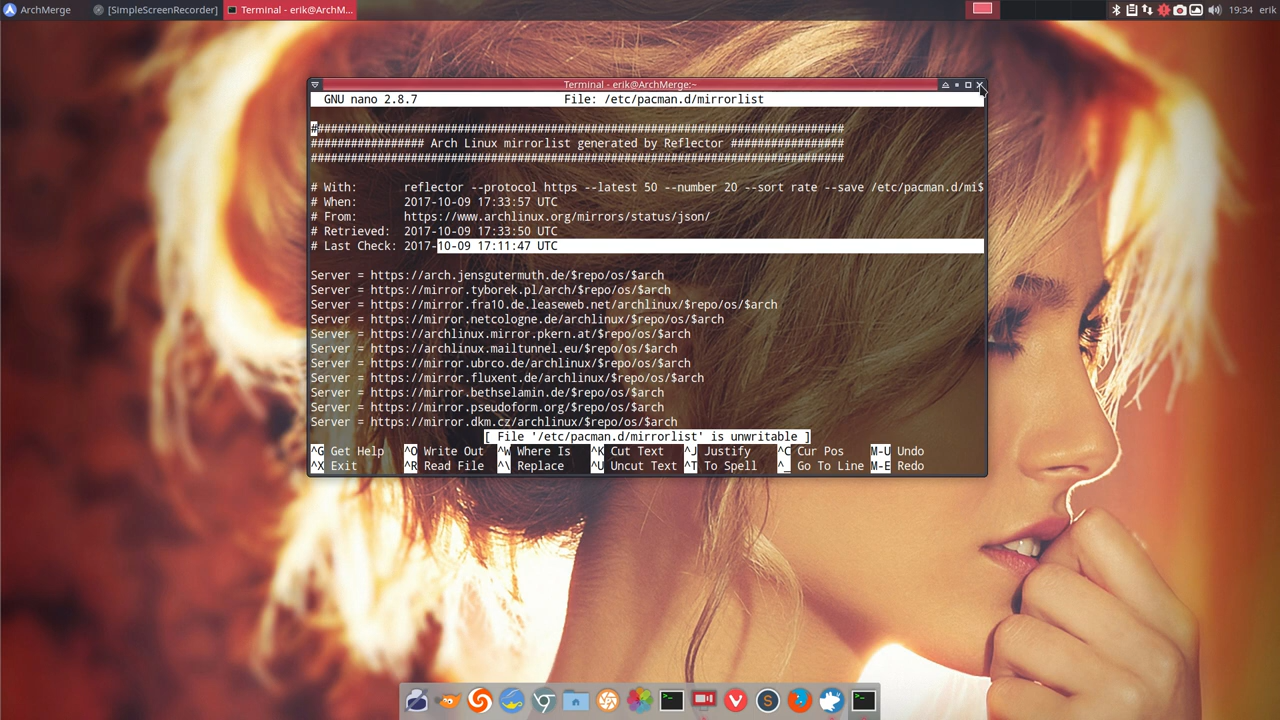 ArchMerge [SimpleScreenRecorder] Terminal - erik@ArchM... 19:34 erik
Terminal - erik@ArchMerge:~
GNU nano 2.8.7 File: /etc/pacman.d/mirrorlist
################################################################################
################# Arch Linux mirrorlist generated by Reflector #################
################################################################################
# With: reflector --protocol https --latest 50 --number 20 --sort rate --save /etc/pacman.d/mi$
# When: 2017-10-09 17:33:57 UTC
# From: https://www.archlinux.org/mirrors/status/json/
# Retrieved: 2017-10-09 17:33:50 UTC
# Last Check: 2017-10-09 17:11:47 UTC
Server = https://arch.jensgutermuth.de/$repo/os/$arch
Server = https://mirror.tyborek.pl/arch/$repo/os/$arch
Server = https://mirror.fra10.de.leaseweb.net/archlinux/$repo/os/$arch
Server = https://mirror.netcologne.de/archlinux/$repo/os/$arch
Server = https://archlinux.mirror.pkern.at/$repo/os/$arch
Server = https://archlinux.mailtunnel.eu/$repo/os/$arch
Server = https://mirror.ubrco.de/archlinux/$repo/os/$arch
Server = https://mirror.fluxent.de/archlinux/$repo/os/$arch
Server = https://mirror.bethselamin.de/$repo/os/$arch
Server = https://mirror.pseudoform.org/$repo/os/$arch
Server = https://mirror.dkm.cz/archlinux/$repo/os/$arch
[ File '/etc/pacman.d/mirrorlist' is unwritable ]
^G Get Help ^O Write Out ^W Where Is ^K Cut Text ^J Justify ^C Cur Pos M-U Undo
^X Exit ^R Read File ^\ Replace ^U Uncut Text ^T To Spell ^_ Go To Line M-E Redo